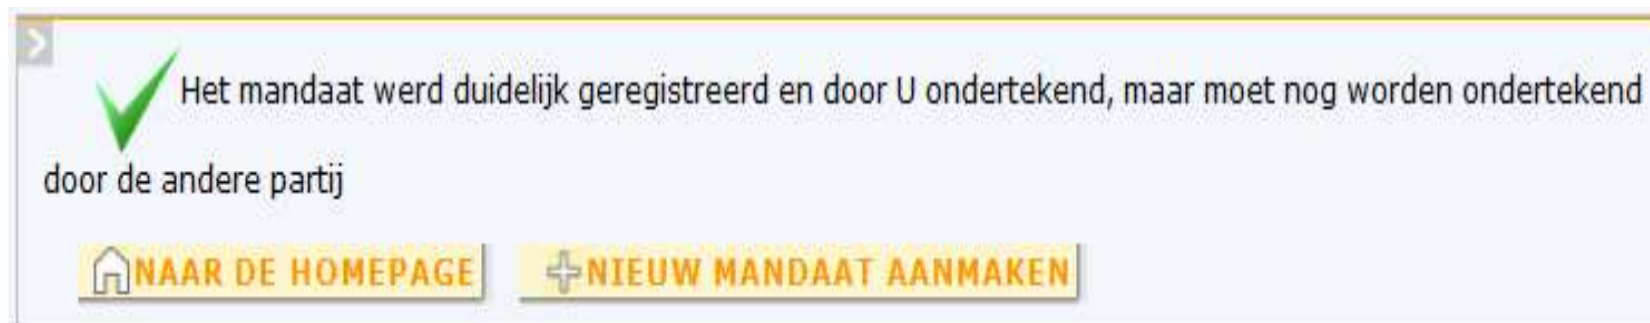 Het mandaat werd duidelijk geregistreerd en door U ondertekend, maar moet nog worden ondertekend
door de andere partij
NAAR DE HOMEPAGE NIEUW MANDAAT AANMAKEN